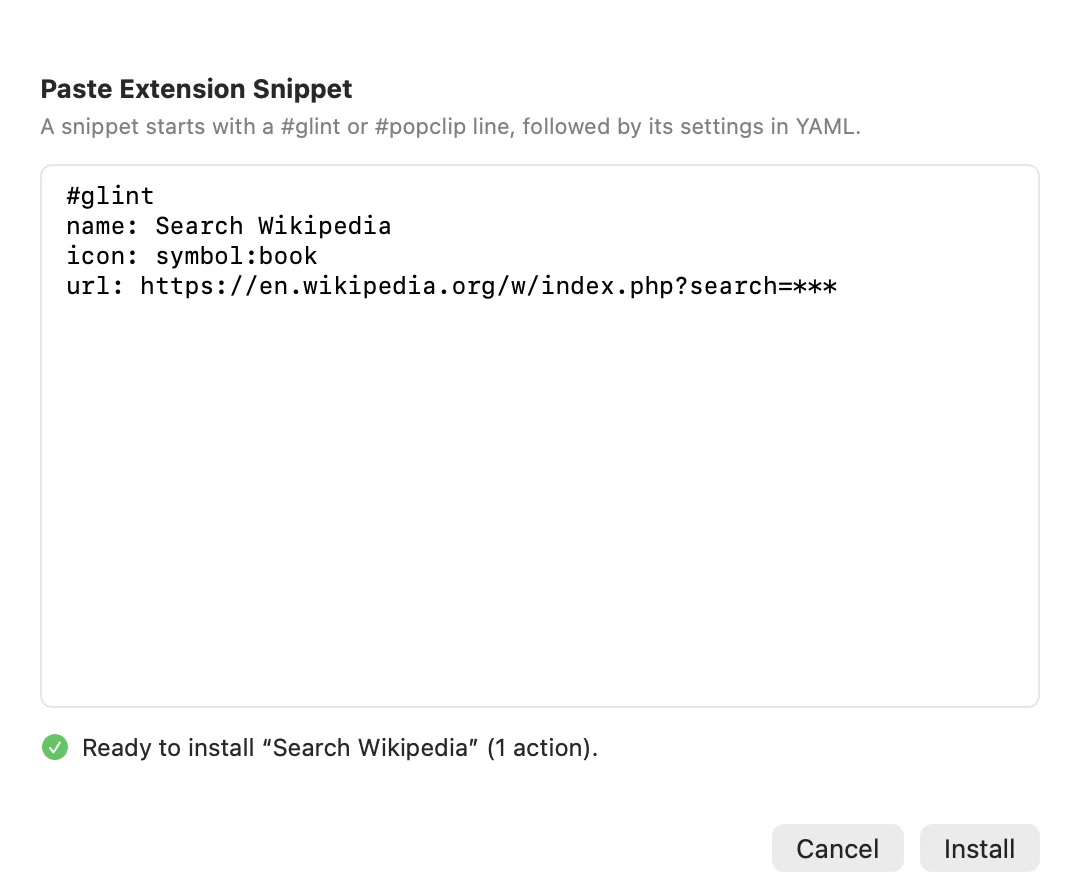 Paste Extension Snippet
A snippet starts with a #glint or #popclip line, followed by its settings in YAML.
#glint
name: Search Wikipedia
icon: symbol:book
url: https://en.wikipedia.org/w/index.php?search=***
Ready to install “Search Wikipedia” (1 action).
Cancel
Install